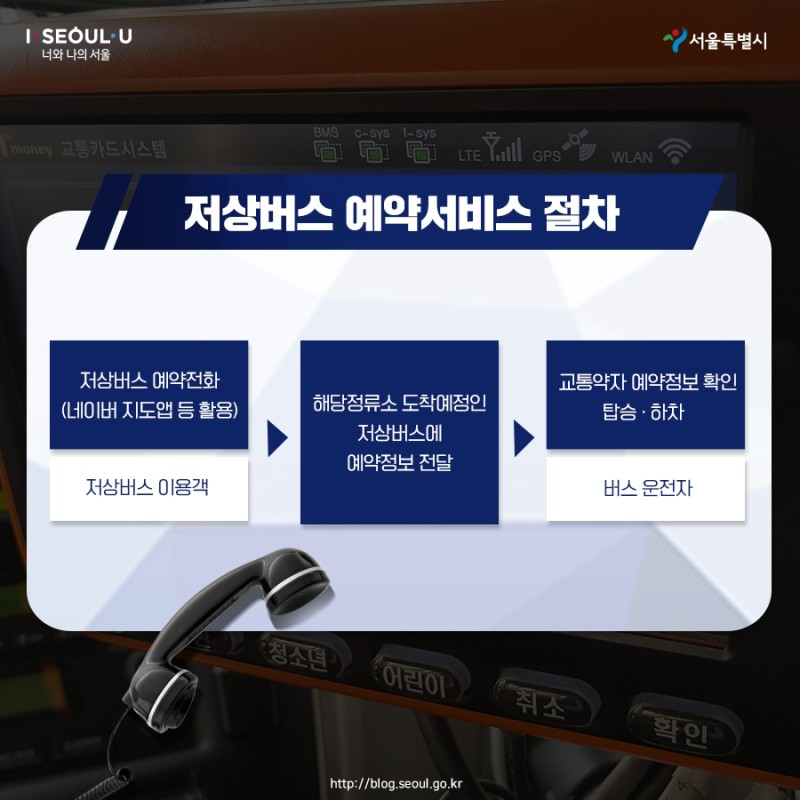 I·SEOUL·U
너와 나의 서울
서울특별시
money 교통카드시스템
BMS c-sys I-sys
LTE GPS WLAN
저상버스 예약서비스 절차
저상버스 예약전화
(네이버 지도앱 등 활용)
저상버스 이용객
해당정류소 도착예정인
저상버스에
예약정보 전달
교통약자 예약정보 확인
탑승·하차
버스 운전자
청소년
어린이
취소
확인
http://blog.seoul.go.kr